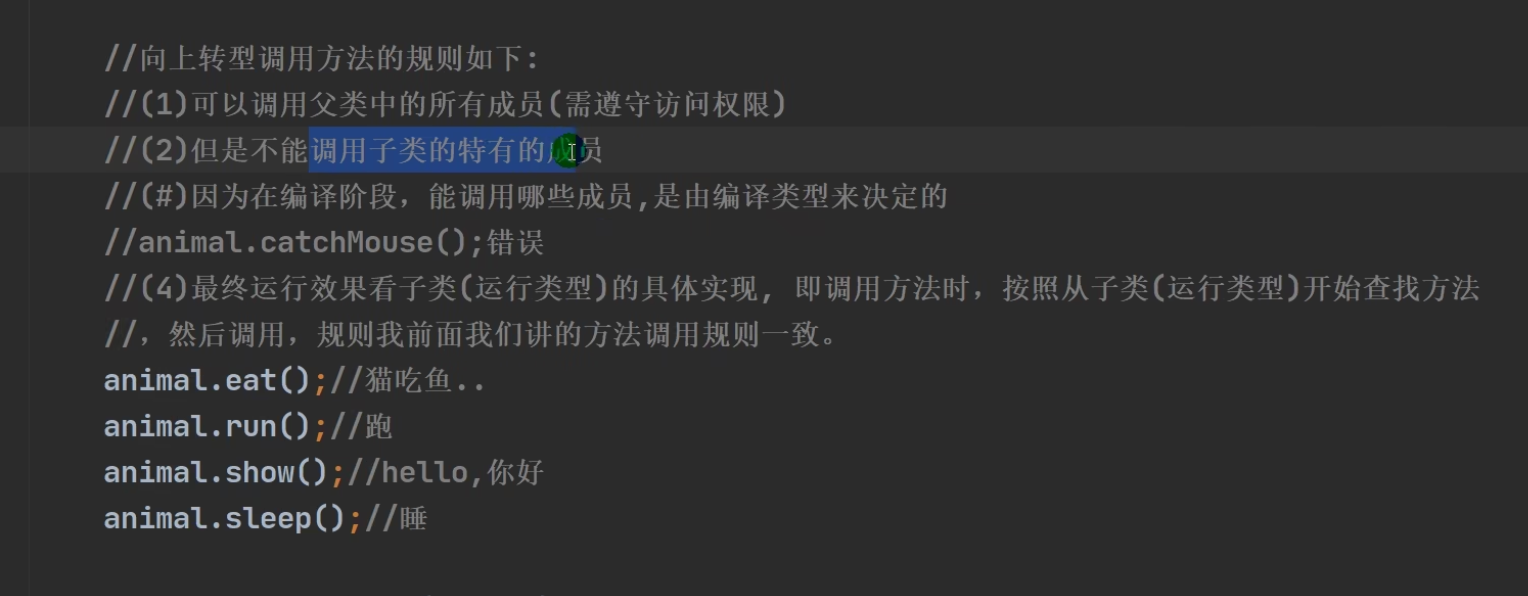 //向上转型调用方法的规则如下:
//(1)可以调用父类中的所有成员(需遵守访问权限)
//(2)但是不能调用子类的特有的成员
//(#)因为在编译阶段，能调用哪些成员,是由编译类型来决定的
//animal.catchMouse();错误
//(4)最终运行效果看子类(运行类型)的具体实现, 即调用方法时，按照从子类(运行类型)开始查找方法
//，然后调用，规则我前面我们讲的方法调用规则一致。
animal.eat();//猫吃鱼..
animal.run();//跑
animal.show();//hello,你好
animal.sleep();//睡